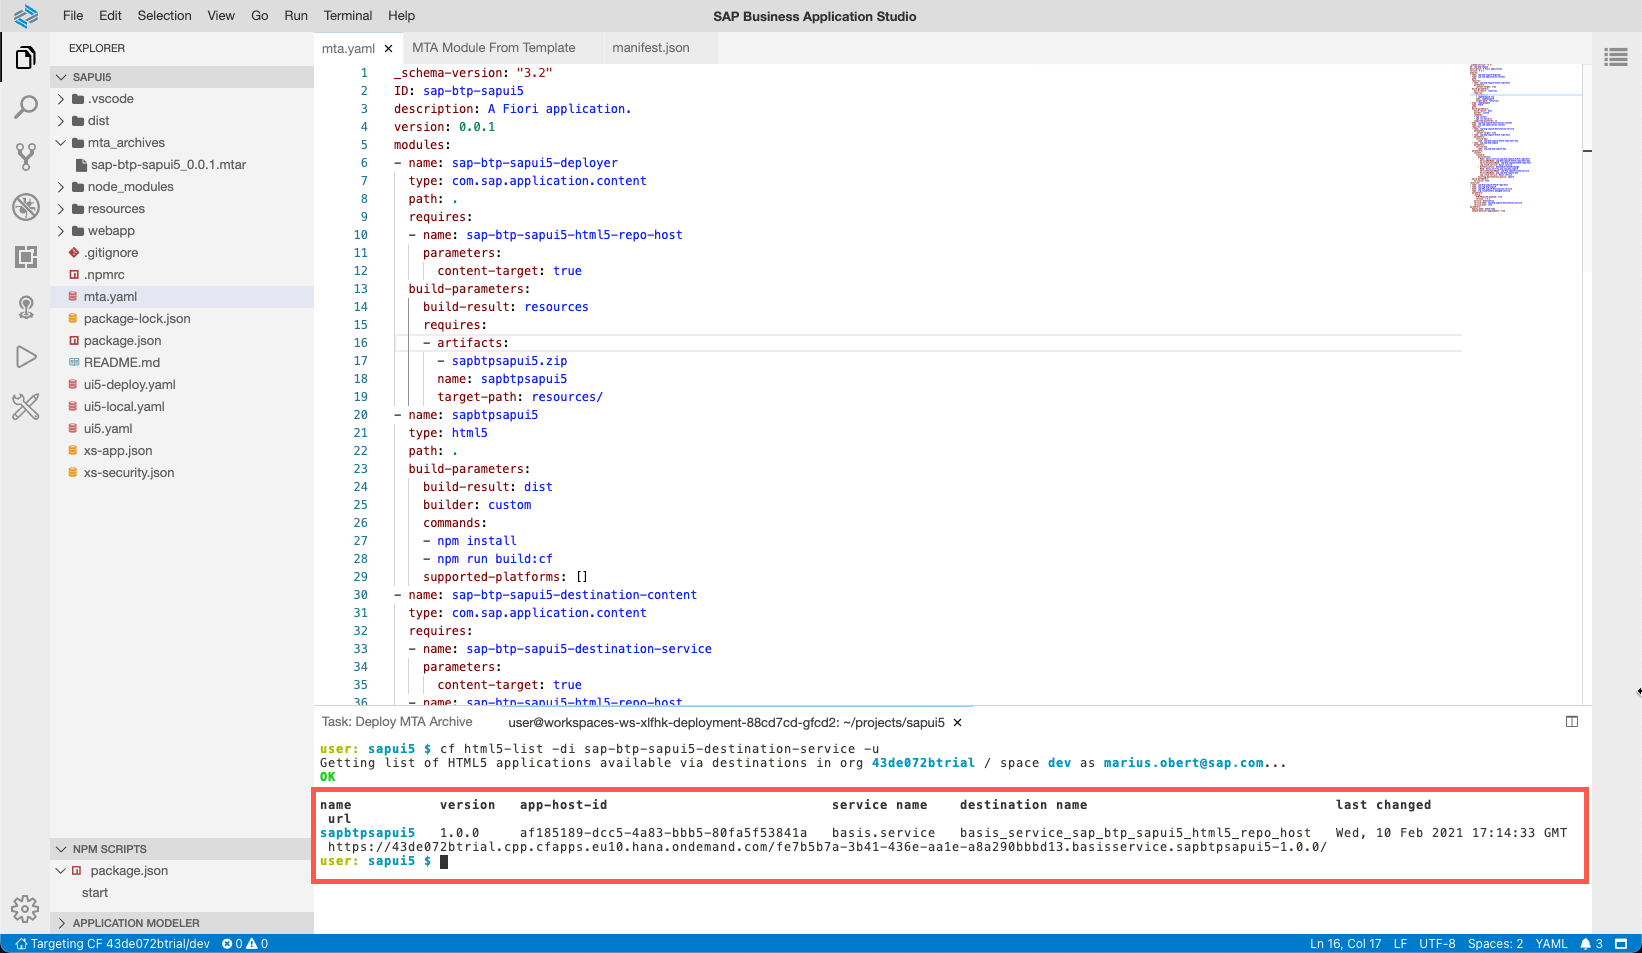 File Edit Selection View Go Run Terminal Help
SAP Business Application Studio
EXPLORER
SAPUI5
.vscode
dist
mta_archives
sap-btp-sapui5_0.0.1.mtar
node_modules
resources
webapp
.gitignore
.npmrc
mta.yaml
package-lock.json
package.json
README.md
ui5-deploy.yaml
ui5-local.yaml
ui5.yaml
xs-app.json
xs-security.json
NPM SCRIPTS
package.json
start
APPLICATION MODELER
mta.yaml × MTA Module From Template manifest.json
1 _schema-version: "3.2"
2 ID: sap-btp-sapui5
3 description: A Fiori application.
4 version: 0.0.1
5 modules:
6 - name: sap-btp-sapui5-deployer
7 type: com.sap.application.content
8 path: .
9 requires:
10 - name: sap-btp-sapui5-html5-repo-host
11 parameters:
12 content-target: true
13 build-parameters:
14 build-result: resources
15 requires:
16 - artifacts:
17 - sapbtpsapui5.zip
18 name: sapbtpsapui5
19 target-path: resources/
20 - name: sapbtpsapui5
21 type: html5
22 path: .
23 build-parameters:
24 build-result: dist
25 builder: custom
26 commands:
27 - npm install
28 - npm run build:cf
29 supported-platforms: []
30 - name: sap-btp-sapui5-destination-content
31 type: com.sap.application.content
32 requires:
33 - name: sap-btp-sapui5-destination-service
34 parameters:
35 content-target: true
36 - name: sap-btp-sapui5-html5-repo-host
Task: Deploy MTA Archive user@workspaces-ws-xlfhk-deployment-88cd7cd-gfcd2: ~/projects/sapui5 ×
user: sapui5 $ cf html5-list -di sap-btp-sapui5-destination-service -u
Getting list of HTML5 applications available via destinations in org 43de072btrial / space dev as marius.obert@sap.com...
OK
name version app-host-id service name destination name last changed
url
sapbtpsapui5 1.0.0 af185189-dcc5-4a83-bbb5-80fa5f53841a basis.service basis_service_sap_btp_sapui5_html5_repo_host Wed, 10 Feb 2021 17:14:33 GMT
https://43de072btrial.cpp.cfapps.eu10.hana.ondemand.com/fe7b5b7a-3b41-436e-aa1e-a8a290bbbd13.basisservice.sapbtpsapui5-1.0.0/
user: sapui5 $
Targeting CF 43de072btrial/dev 0 0
Ln 16, Col 17 LF UTF-8 Spaces: 2 YAML 3